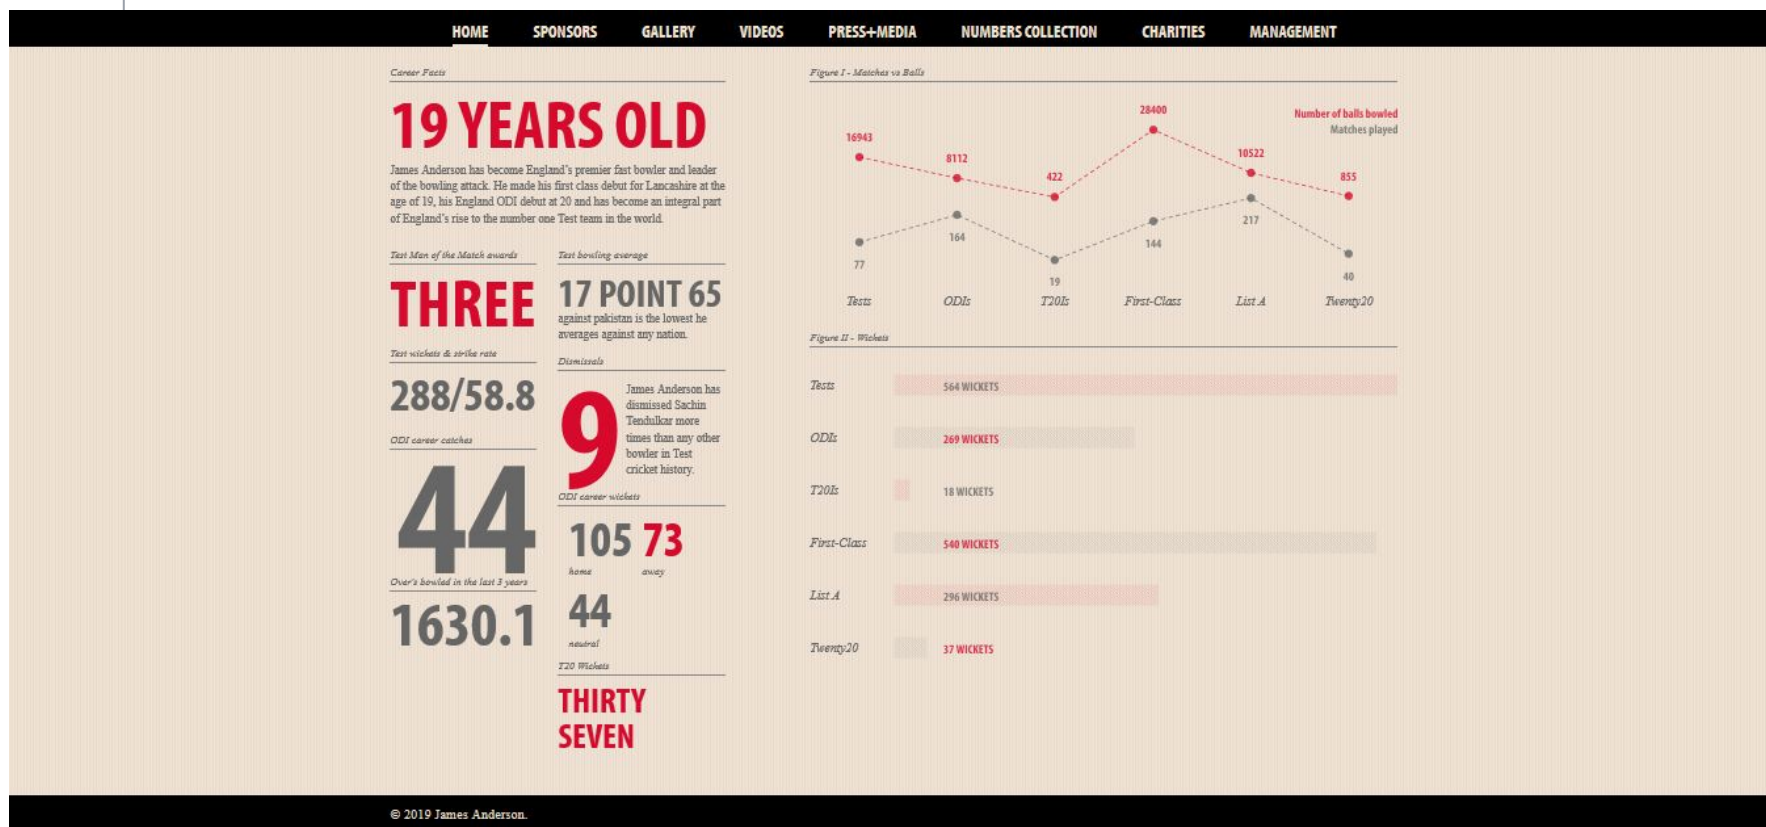 HOME SPONSORS GALLERY VIDEOS PRESS+MEDIA NUMBERS COLLECTION CHARITIES MANAGEMENT
Career Facts
19 YEARS OLD
James Anderson has become England's premier fast bowler and leader
of the bowling attack. He made his first class debut for Lancashire at the
age of 19, his England ODI debut at 20 and has become an integral part
of England's rise to the number one Test team in the world.
Test Man of the Match awards
THREE
Test wickets & strike rate
288/58.8
ODI career catches
44
Over's bowled in the last 3 years
1630.1
Test bowling average
17 POINT 65
against pakistan is the lowest he
averages against any nation.
Dismissals
9
James Anderson has
dismissed Sachin
Tendulkar more
times than any other
bowler in Test
cricket history.
ODI career wickets
105 73
home away
44
neutral
T20 Wickets
THIRTY
SEVEN
Figure I - Matches vs Balls
Number of balls bowled
Matches played
16943 8112 422 28400 10522 855
77 164 19 144 217 40
Tests ODIs T20Is First-Class List A Twenty20
Figure II - Wickets
Tests 564 WICKETS
ODIs 269 WICKETS
T20Is 18 WICKETS
First-Class 540 WICKETS
List A 296 WICKETS
Twenty20 37 WICKETS
© 2019 James Anderson.